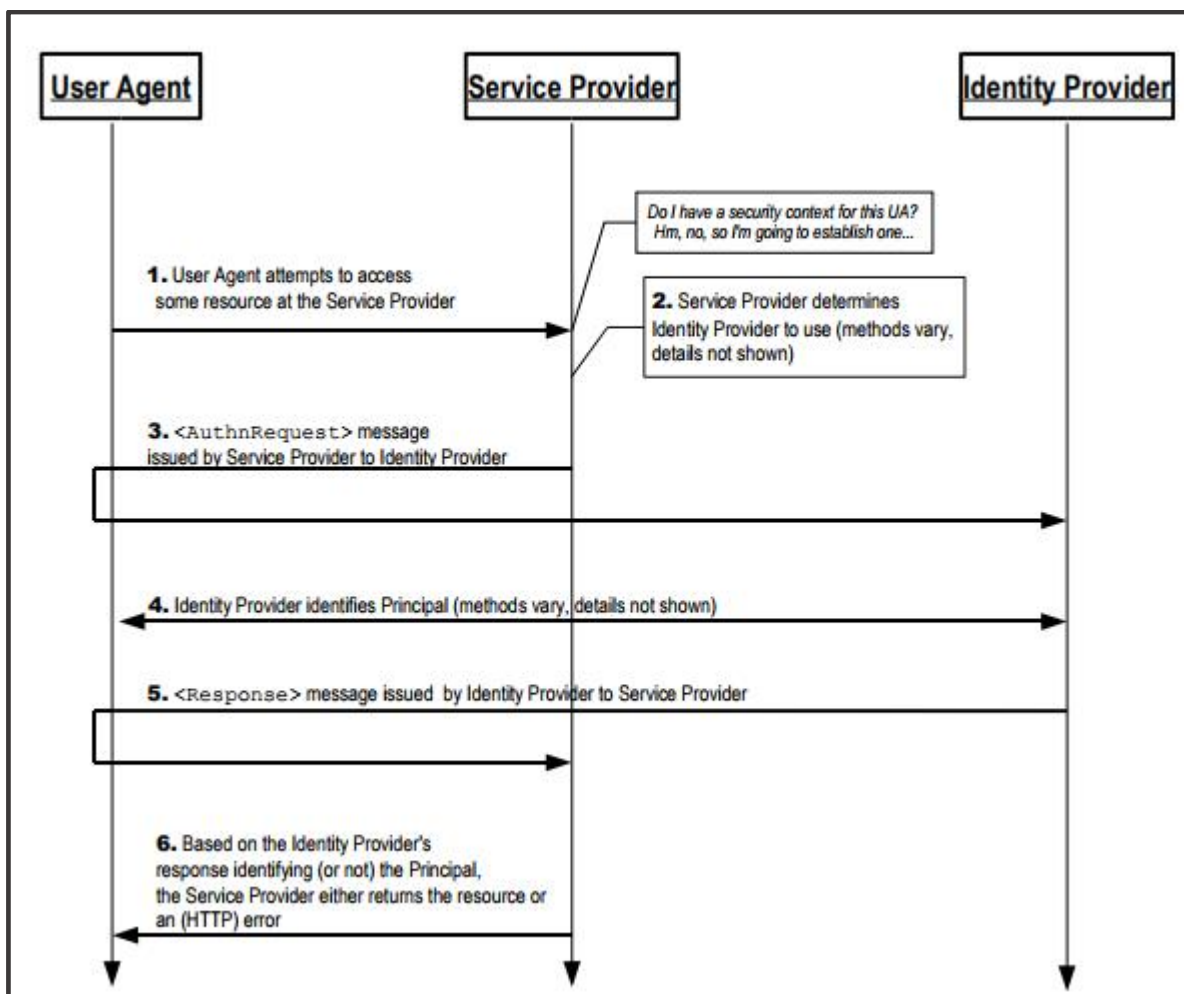 User Agent
Service Provider
Identity Provider
Do I have a security context for this UA?
Hm, no, so I'm going to establish one...
1. User Agent attempts to access
some resource at the Service Provider
2. Service Provider determines
Identity Provider to use (methods vary,
details not shown)
3. <AuthnRequest> message
issued by Service Provider to Identity Provider
4. Identity Provider identifies Principal (methods vary, details not shown)
5. <Response> message issued by Identity Provider to Service Provider
6. Based on the Identity Provider's
response identifying (or not) the Principal,
the Service Provider either returns the resource or
an (HTTP) error